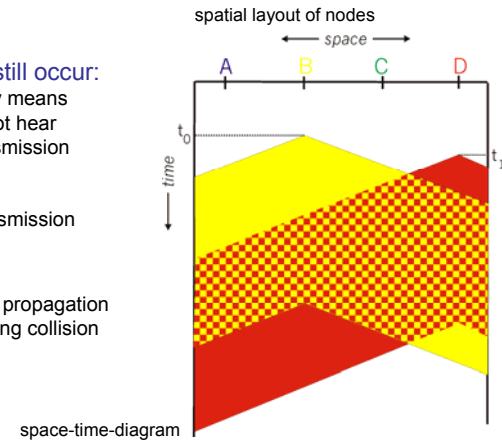 spatial layout of nodes
space
A B C D
still occur:
means
ot hear
smission
t0
t1
time
smission
propagation
ng collision
space-time-diagram